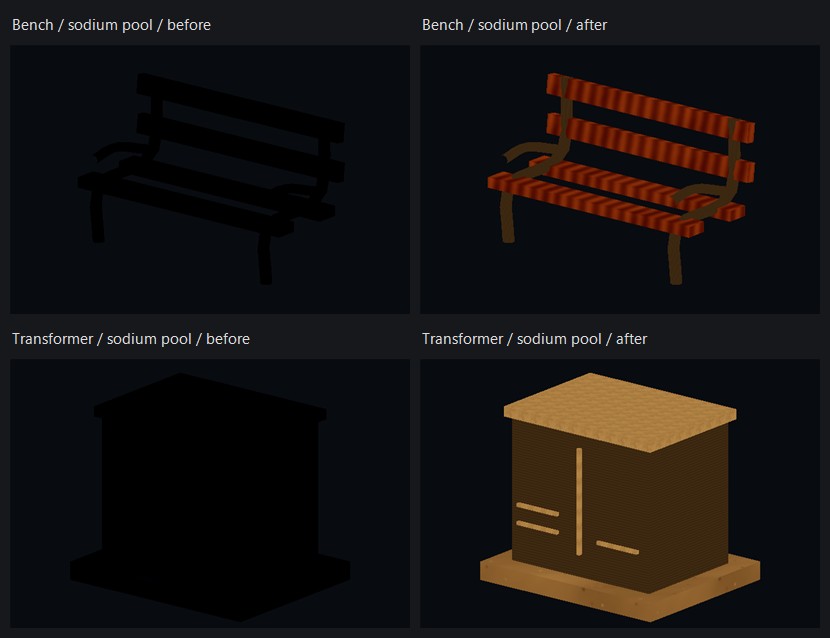 Bench / sodium pool / before
Bench / sodium pool / after
Transformer / sodium pool / before
Transformer / sodium pool / after